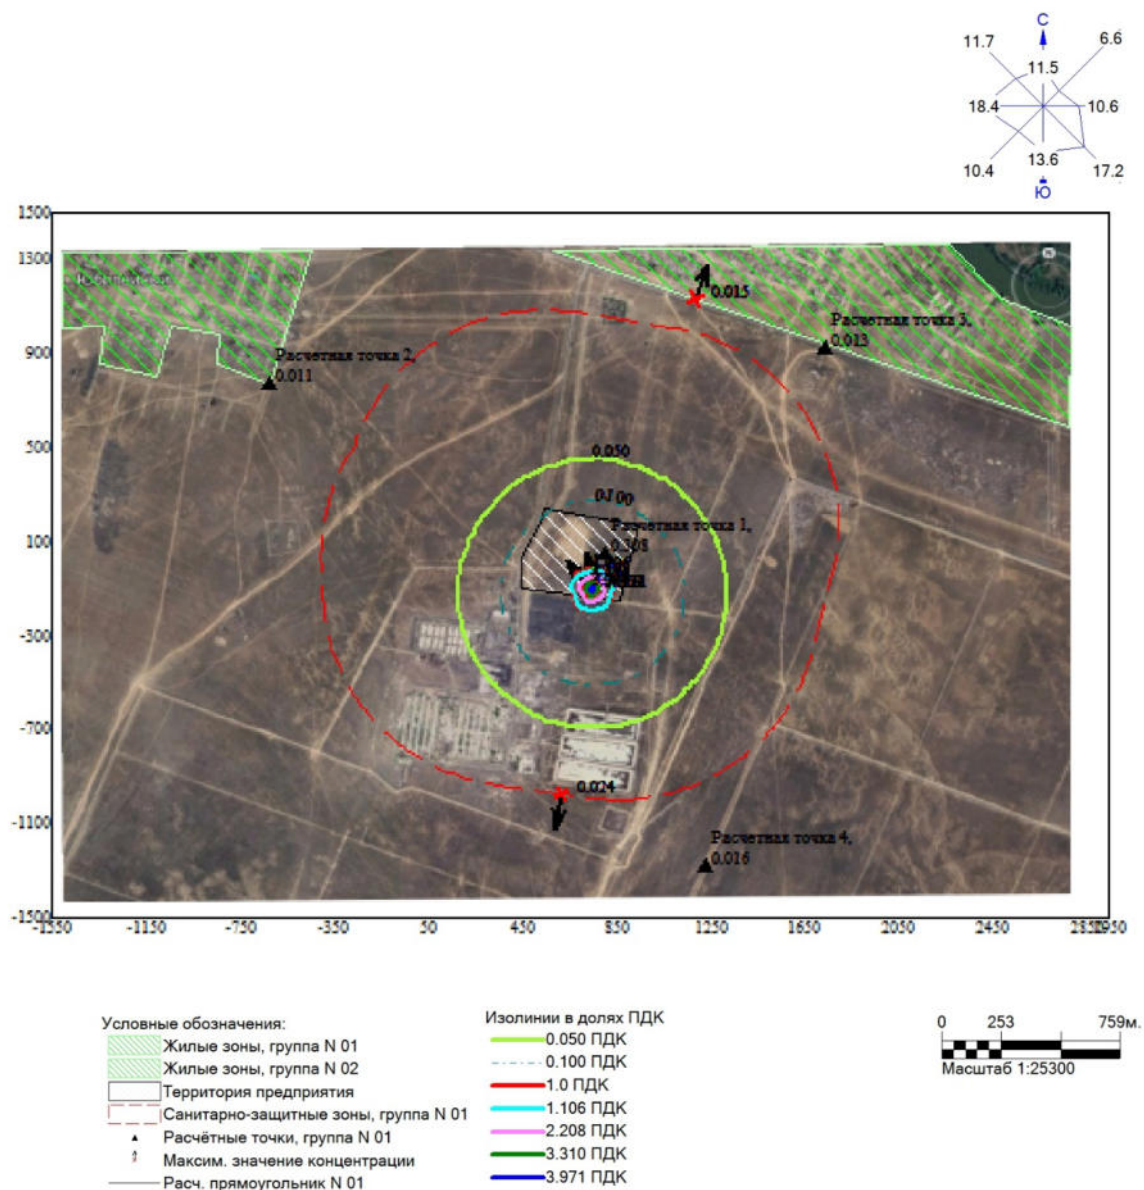 С
11.7
6.6
11.5
18.4
10.6
10.4
13.6
17.2
Ю
1500
1300
900
500
100
-300
-700
-1100
-1500
0.015
Расчетная точка 3,
0.013
Расчетная точка 2,
0.011
0.050
0.100
Расчетная точка 1,
0.308
0.024
Расчетная точка 4,
0.016
-1550
-1150
-750
-350
50
450
850
1250
1650
2050
2450
2950
Условные обозначения:
Жилые зоны, группа N 01
Жилые зоны, группа N 02
Территория предприятия
Санитарно-защитные зоны, группа N 01
Расчётные точки, группа N 01
Максим. значение концентрации
Расч. прямоугольник N 01
Изолинии в долях ПДК
0.050 ПДК
0.100 ПДК
1.0 ПДК
1.106 ПДК
2.208 ПДК
3.310 ПДК
3.971 ПДК
0 253 759м.
Масштаб 1:25300